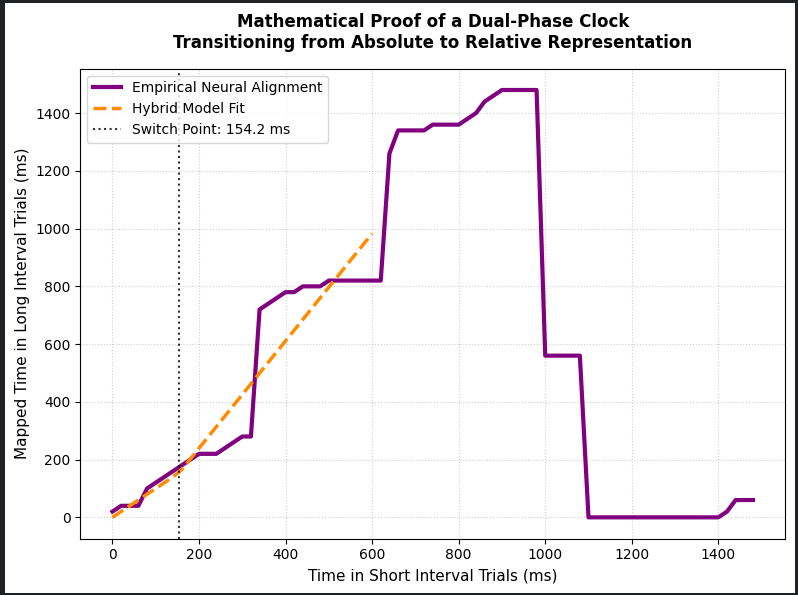 Mathematical Proof of a Dual-Phase Clock
Transitioning from Absolute to Relative Representation
Empirical Neural Alignment
Hybrid Model Fit
Switch Point: 154.2 ms
Mapped Time in Long Interval Trials (ms)
1400
1200
1000
800
600
400
200
0
0 200 400 600 800 1000 1200 1400
Time in Short Interval Trials (ms)